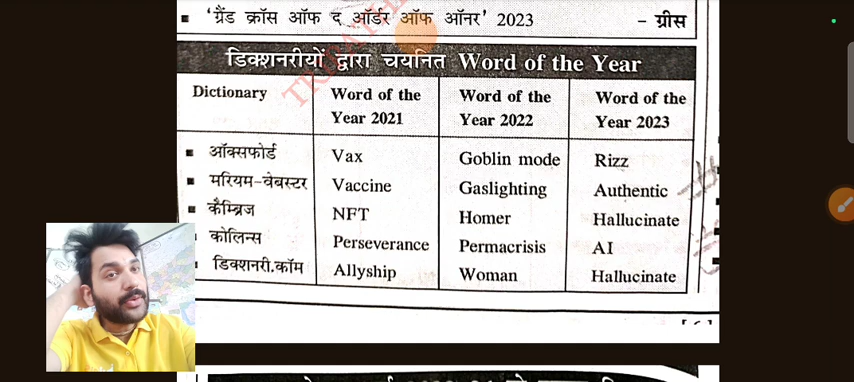 ▪ 'ग्रैंड क्रॉस ऑफ द ऑर्डर ऑफ ऑनर' 2023 – ग्रीस
डिक्शनरीयों द्वारा चयनित Word of the Year
Dictionary Word of the Year 2021 Word of the Year 2022 Word of the Year 2023
▪ ऑक्सफोर्ड Vax Goblin mode Rizz
▪ मरियम-वेबस्टर Vaccine Gaslighting Authentic
▪ कैम्ब्रिज NFT Homer Hallucinate
कोलिन्स Perseverance Permacrisis AI
डिक्शनरी.कॉम Allyship Woman Hallucinate